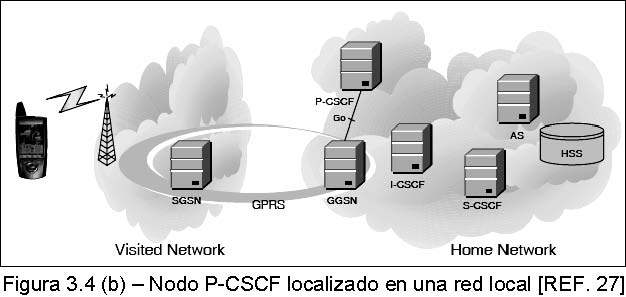 P-CSCF
Go
AS
HSS
I-CSCF
S-CSCF
SGSN
GGSN
GPRS
Visited Network
Home Network
Figura 3.4 (b) – Nodo P-CSCF localizado en una red local [REF. 27]